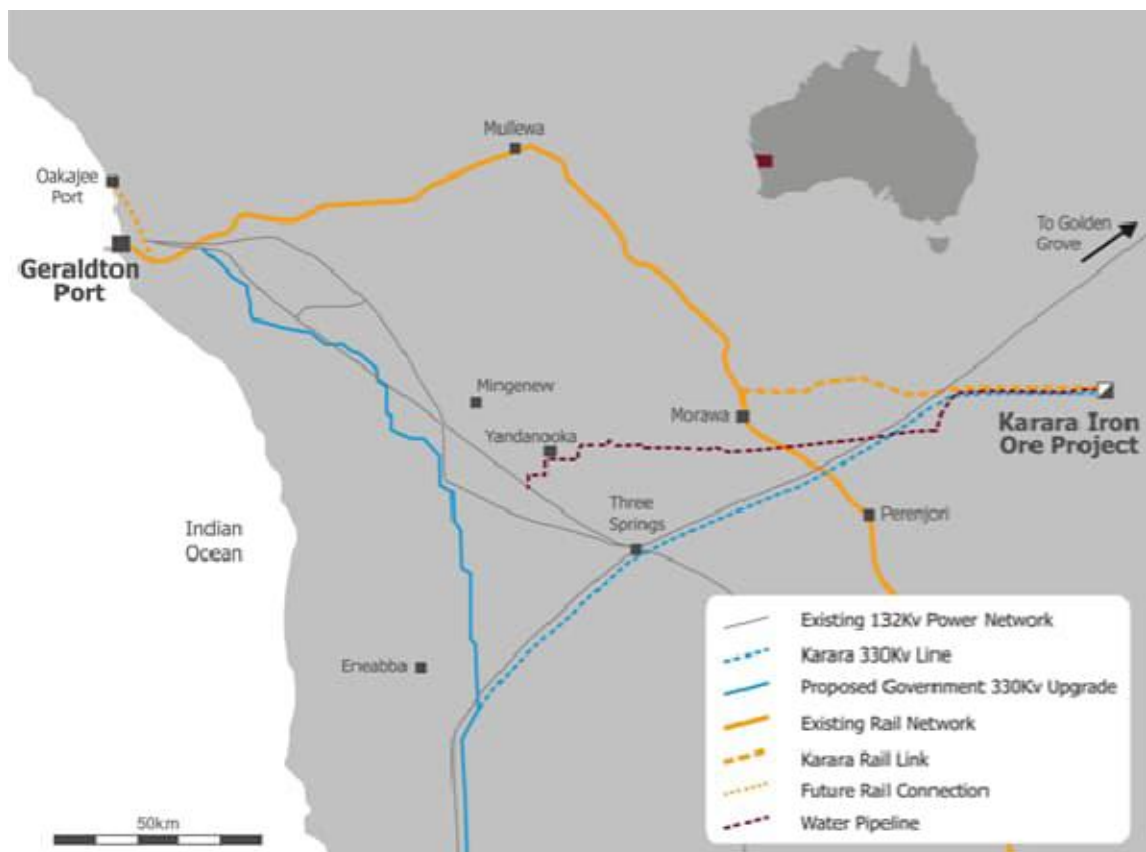 Mullewa
Oakajee
Port
To Golden
Grove
Geraldton
Port
Mingenew
Morawa
Karara Iron
Ore Project
Yandanooka
Three
Springs
Perenjori
Indian
Ocean
Eneabba
Existing 132Kv Power Network
Karara 330Kv Line
Proposed Government 330Kv Upgrade
Existing Rail Network
Karara Rail Link
Future Rail Connection
Water Pipeline
50km